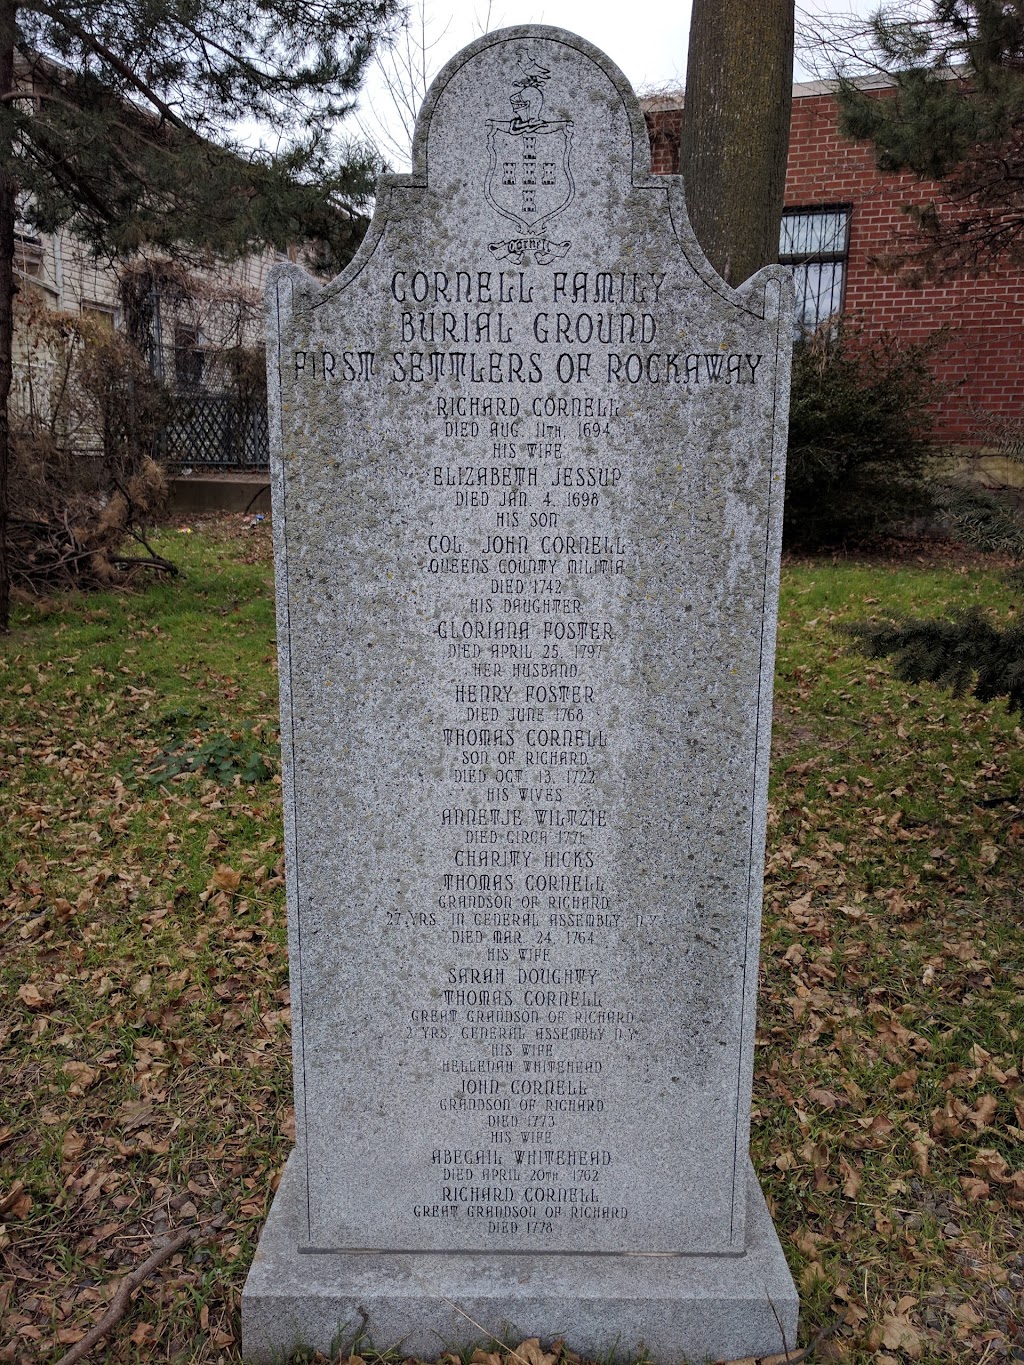 Cornell
CORNELL FAMILY
BURIAL GROUND
FIRST SETTLERS OF ROCKAWAY
RICHARD CORNELL
DIED AUG. 11TH, 1694
HIS WIFE
ELIZABETH JESSUP
DIED JAN. 4, 1698
HIS SON
COL. JOHN CORNELL
QUEENS COUNTY MILITIA
DIED 1742
HIS DAUGHTER
GLORIANA FOSTER
DIED APRIL 25, 1797
HER HUSBAND
HENRY FOSTER
DIED JUNE 1768
THOMAS CORNELL
SON OF RICHARD
DIED OCT. 13, 1722
HIS WIVES
ANNETJE WILTZIE
DIED CIRCA
CHARITY HICKS
THOMAS CORNELL
GRANDSON OF RICHARD
27 YRS. IN GENERAL ASSEMBLY, N.Y.
DIED MAR. 24, 1764
HIS WIFE
SARAH DOUGHTY
THOMAS CORNELL
GREAT GRANDSON OF RICHARD
2 YRS. GENERAL ASSEMBLY N.Y.
HIS WIFE
HELLENAH WHITEHEAD
JOHN CORNELL
GRANDSON OF RICHARD
DIED 1773
HIS WIFE
ABEGAIL WHITEHEAD
DIED APRIL 20TH, 1762
RICHARD CORNELL
GREAT GRANDSON OF RICHARD
DIED 1778